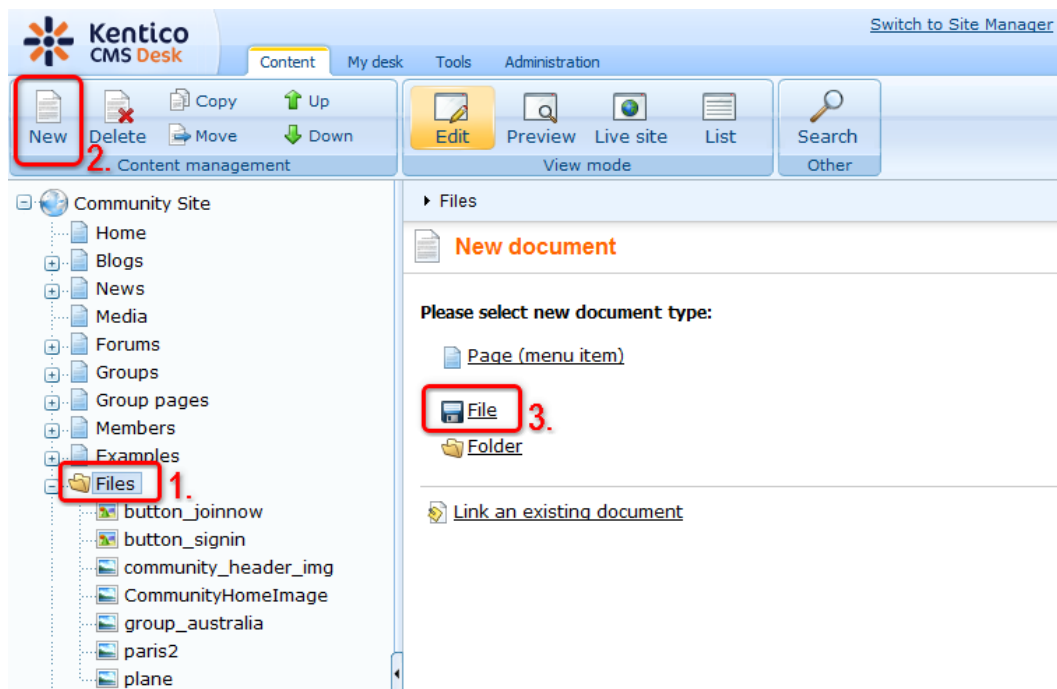 Kentico
CMS Desk
Switch to Site Manager
Content My desk Tools Administration
New Delete Copy Move Up Down
2.
Content management
Edit Preview Live site List
View mode
Search
Other
Community Site
Home
Blogs
News
Media
Forums
Groups
Group pages
Members
Examples
Files 1.
button_joinnow
button_signin
community_header_img
CommunityHomeImage
group_australia
paris2
plane
Files
New document
Please select new document type:
Page (menu item)
File 3.
Folder
Link an existing document